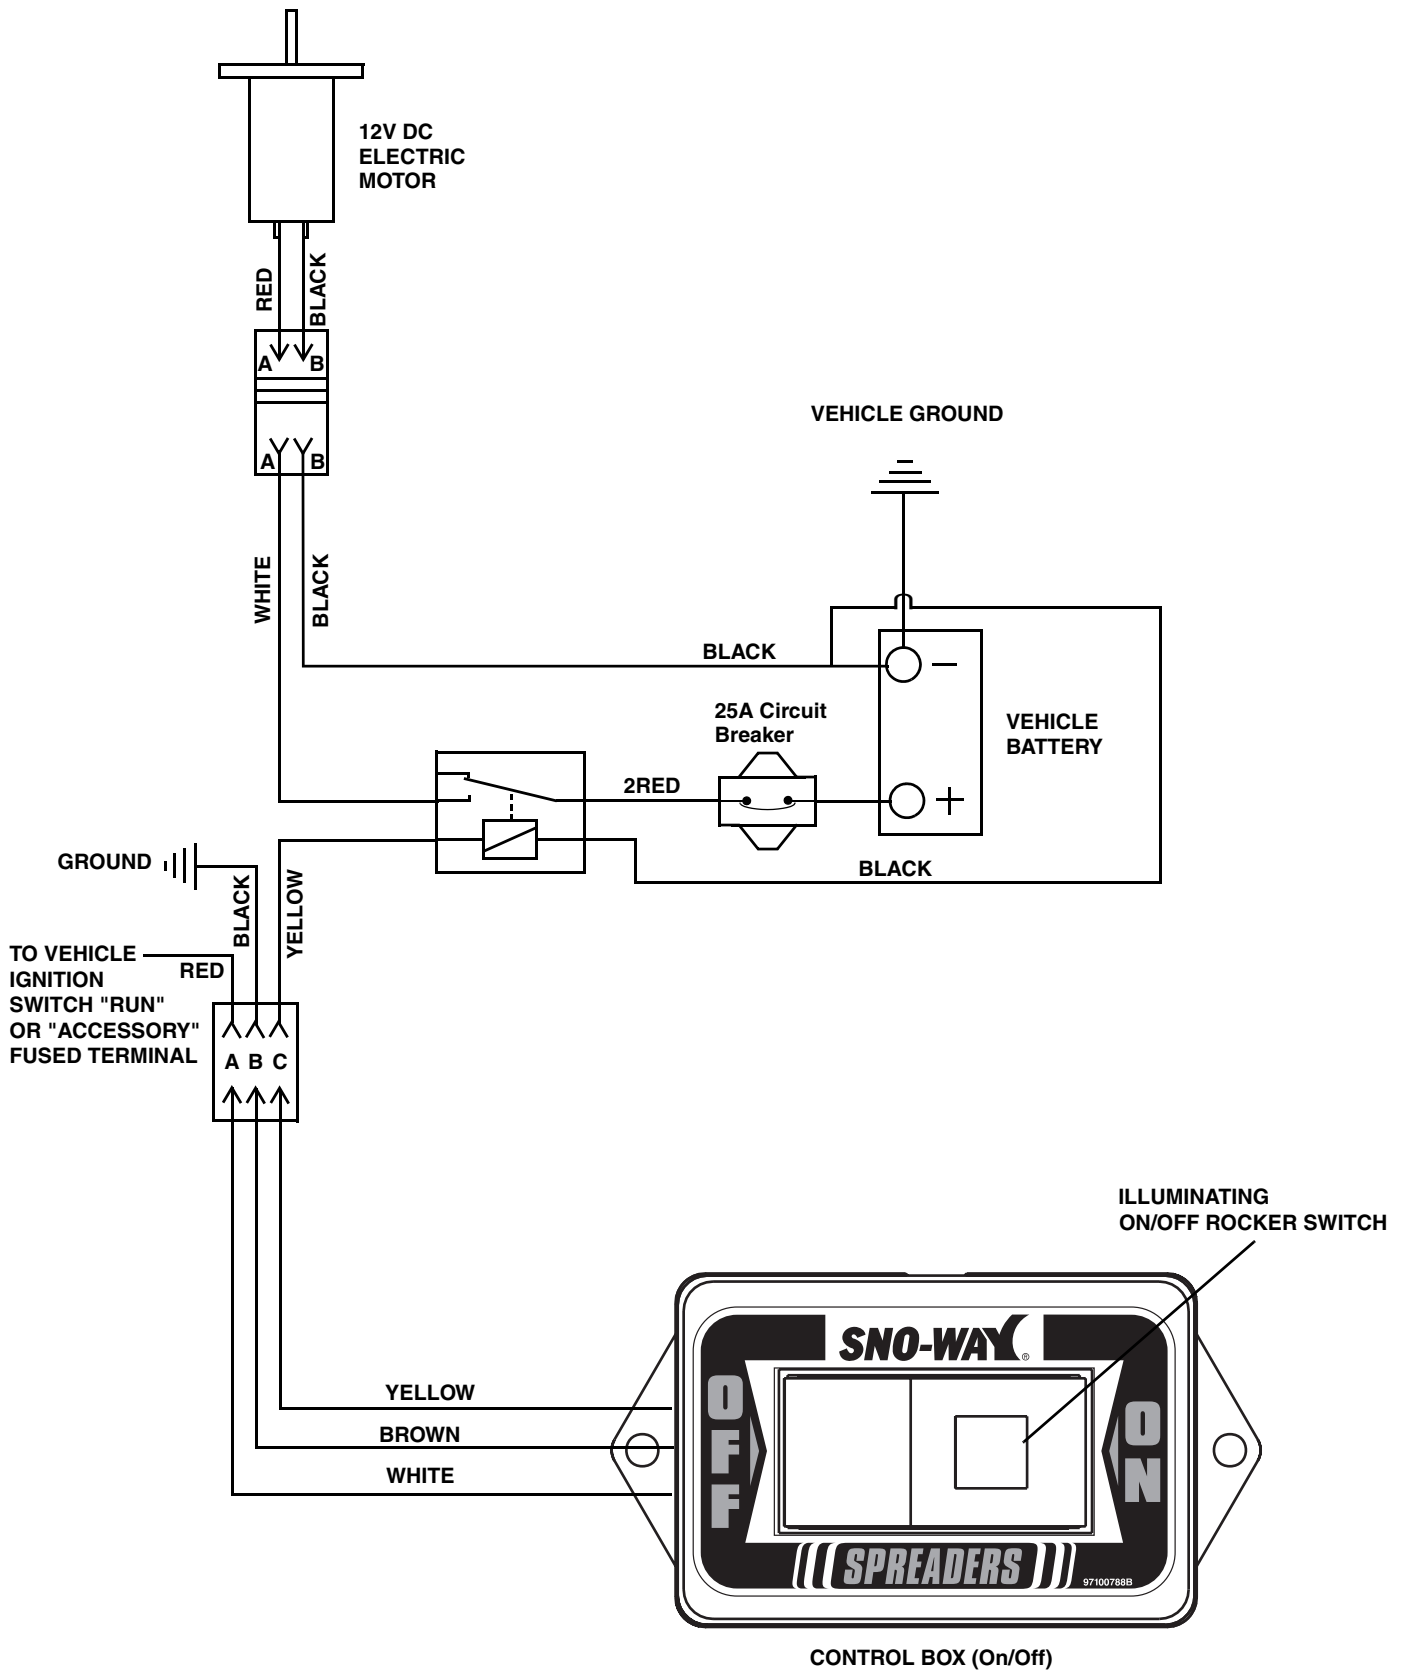 12V DC
ELECTRIC
MOTOR
RED
BLACK
A
B
A
B
VEHICLE GROUND
WHITE
BLACK
BLACK
25A Circuit
Breaker
VEHICLE
BATTERY
2RED
BLACK
GROUND
BLACK
YELLOW
TO VEHICLE
IGNITION
SWITCH "RUN"
OR "ACCESSORY"
FUSED TERMINAL
RED
A B C
ILLUMINATING
ON/OFF ROCKER SWITCH
YELLOW
BROWN
WHITE
SNO-WAY®
OFF
ON
SPREADERS
97100788B
CONTROL BOX (On/Off)